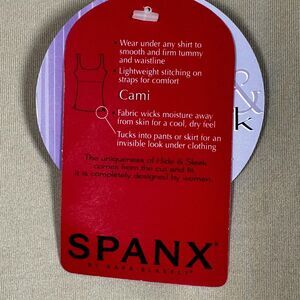 Wear under any shirt to
smooth and firm tummy
and waistline
Lightweight stitching on
straps for comfort
Cami
&
k
Fabric wicks moisture away
from skin for a cool, dry feel
Tucks into pants or skirt for an
invisible look under clothing
The uniqueness of Hide & Sleek
comes from the cut and fit
it is completely designed by women.
SPANX®
BY SARA BLAKELY